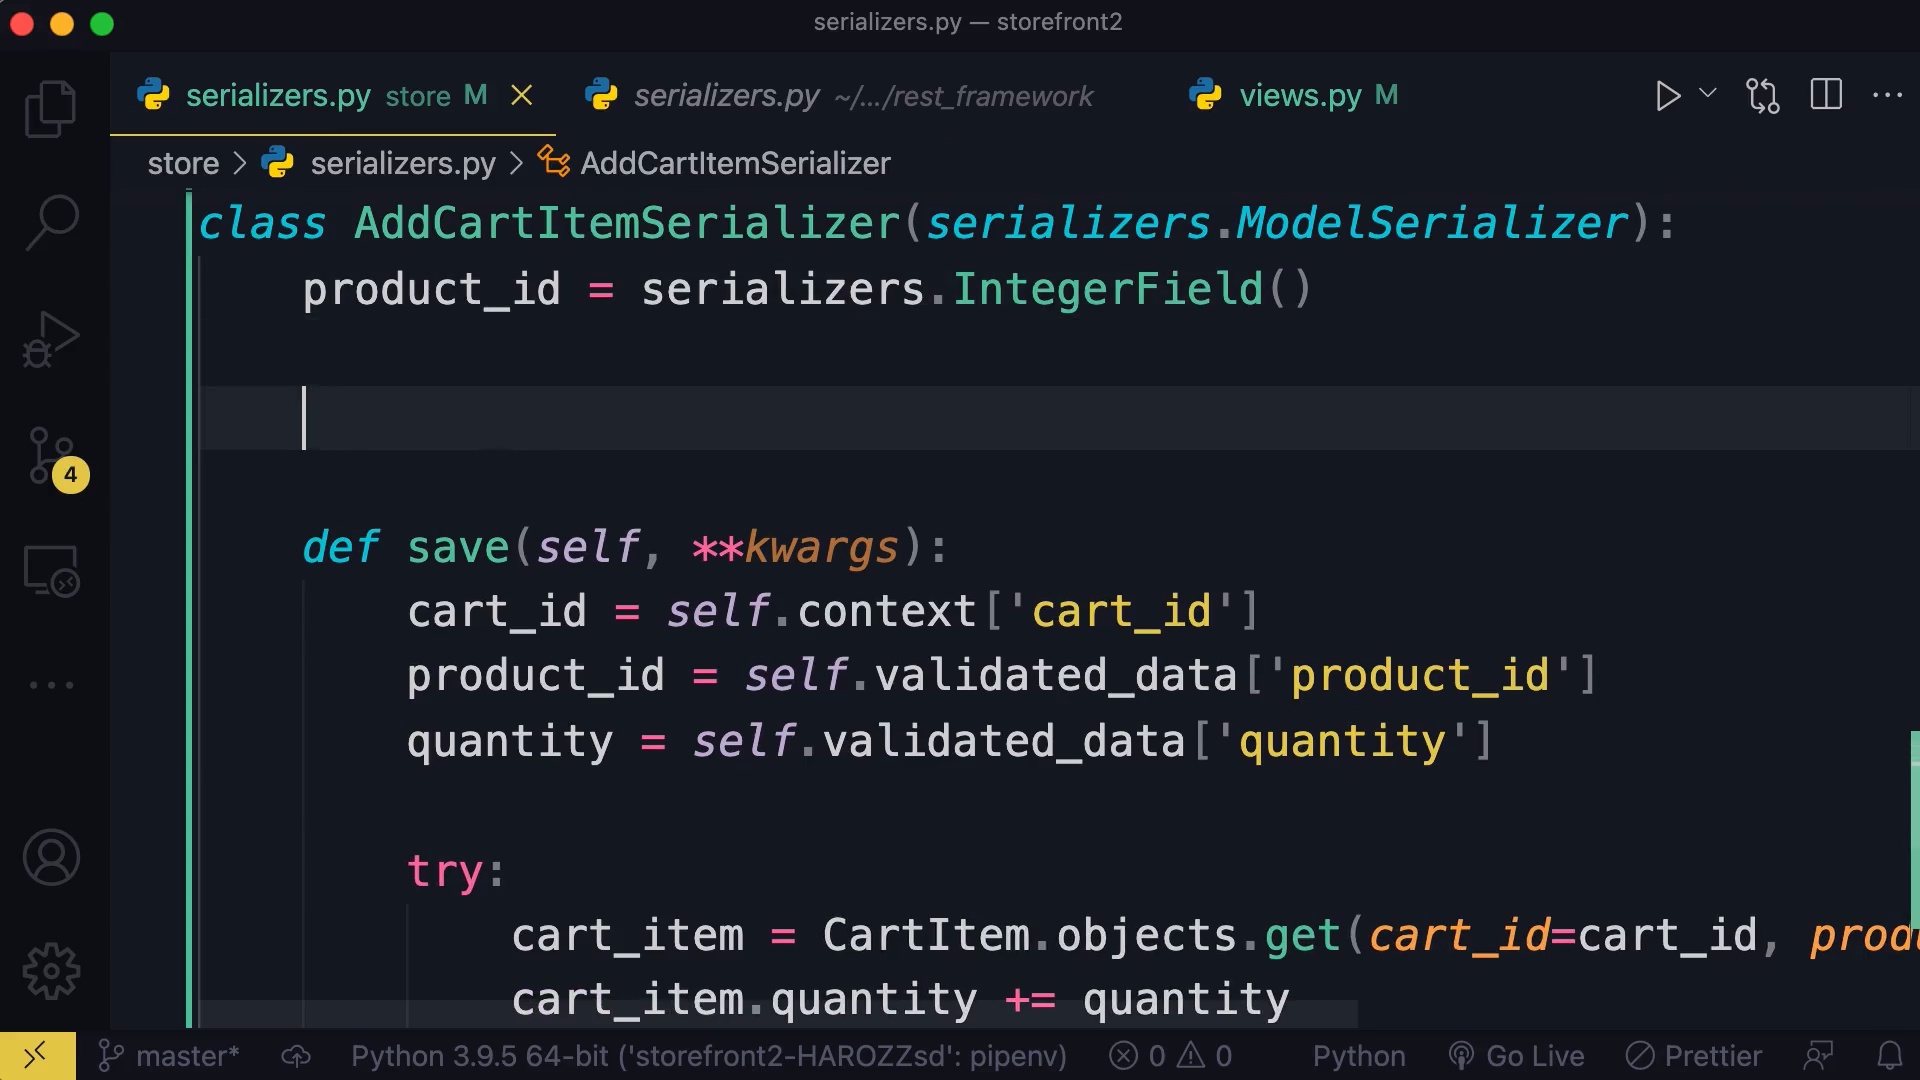 serializers.py — storefront2
serializers.py store M serializers.py ~/.../rest_framework views.py M
store > serializers.py > AddCartItemSerializer
class AddCartItemSerializer(serializers.ModelSerializer):
product_id = serializers.IntegerField()
def save(self, **kwargs):
cart_id = self.context['cart_id']
product_id = self.validated_data['product_id']
quantity = self.validated_data['quantity']
try:
cart_item = CartItem.objects.get(cart_id=cart_id,
cart_item.quantity += quantity
4
master* Python 3.9.5 64-bit ('storefront2-HAROZZsd': pipenv) 0 0 Python Go Live Prettier